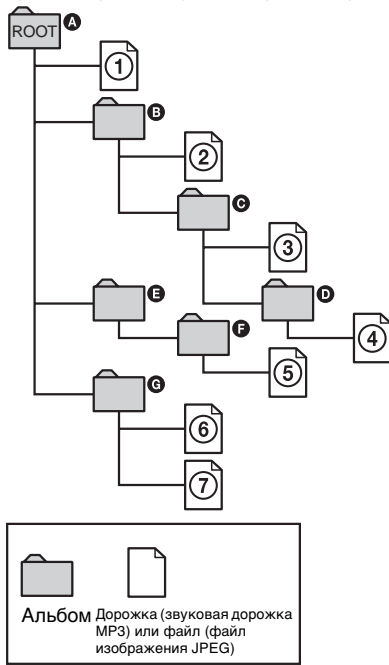 ROOT A
1
B
2
C
3
E
D
F
4
5
G
6
7
Альбом
Дорожка (звуковая дорожка
MP3) или файл (файл
изображения JPEG)